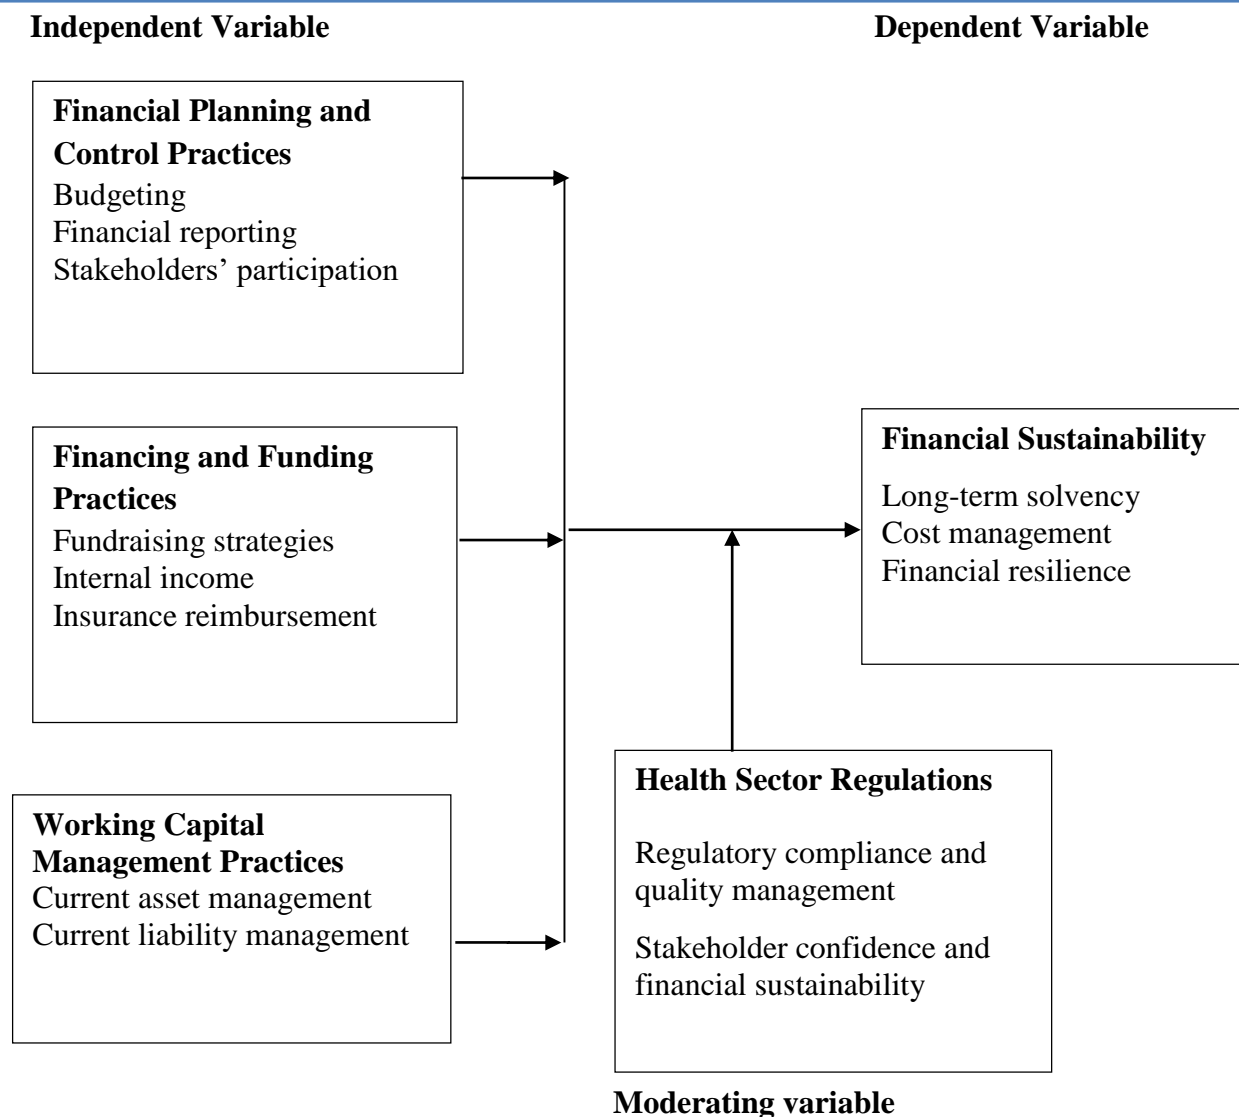 Independent Variable
Dependent Variable
Financial Planning and
Control Practices
Budgeting
Financial reporting
Stakeholders’ participation
Financing and Funding
Practices
Fundraising strategies
Internal income
Insurance reimbursement
Working Capital
Management Practices
Current asset management
Current liability management
Financial Sustainability
Long-term solvency
Cost management
Financial resilience
Health Sector Regulations
Regulatory compliance and
quality management
Stakeholder confidence and
financial sustainability
Moderating variable